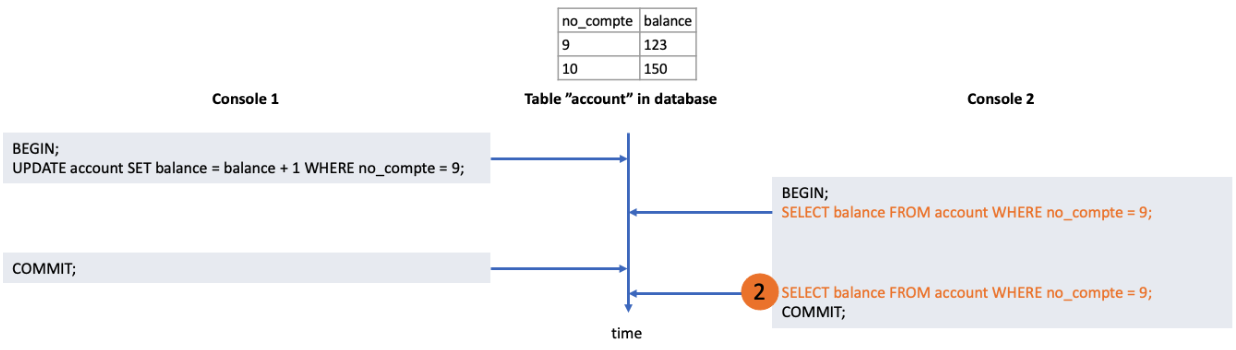 no_compte balance
9 123
10 150
Console 1
Table ”account” in database
Console 2
BEGIN;
UPDATE account SET balance = balance + 1 WHERE no_compte = 9;
BEGIN;
SELECT balance FROM account WHERE no_compte = 9;
COMMIT;
2
SELECT balance FROM account WHERE no_compte = 9;
COMMIT;
time